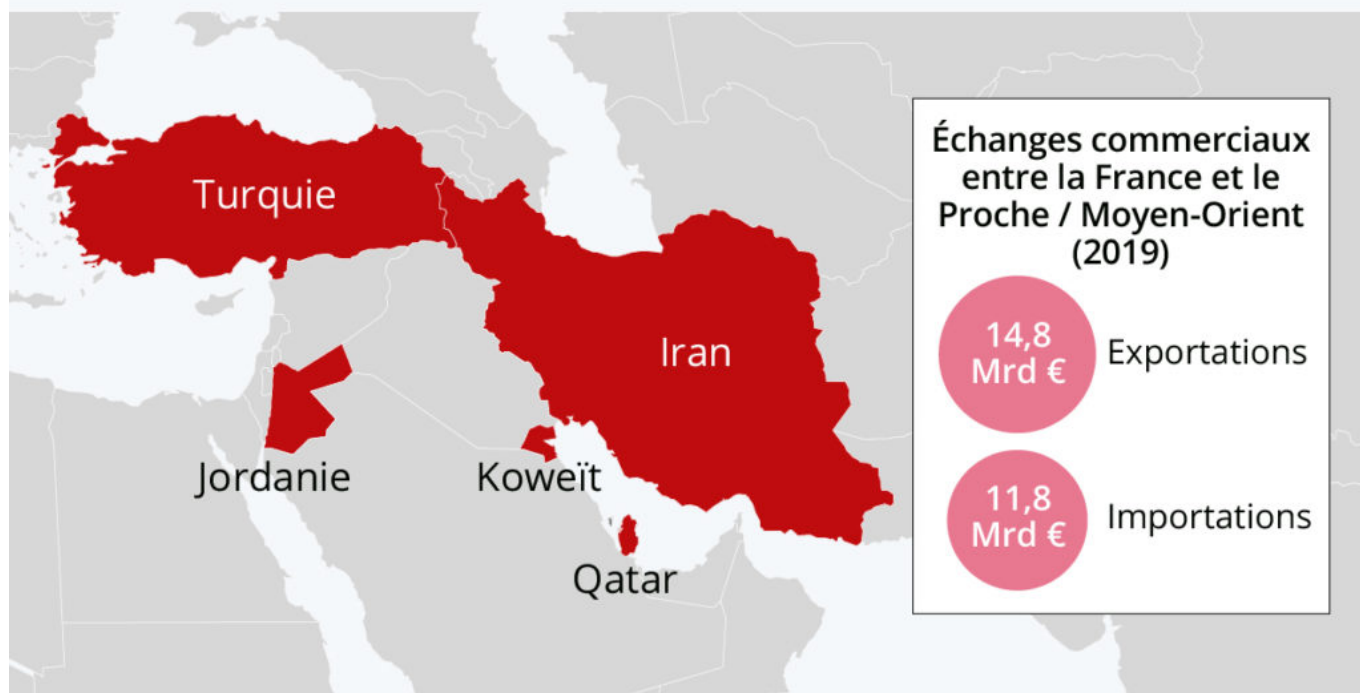 Turquie
Iran
Jordanie
Koweït
Qatar
Échanges commerciaux
entre la France et le
Proche / Moyen-Orient
(2019)
14,8
Mrd €
Exportations
11,8
Mrd €
Importations